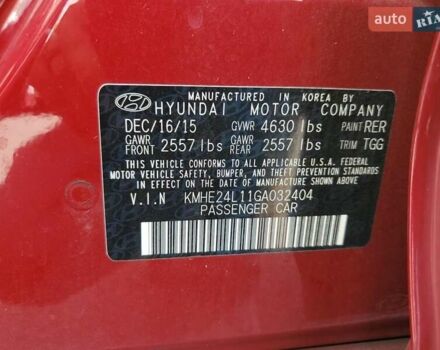 AUTO RIA
MANUFACTURED IN KOREA BY
HYUNDAI MOTOR COMPANY
DEC/16/15 GVWR 4630 lbs PAINT RER
GAWR FRONT 2557 lbs GAWR REAR 2557 lbs TRIM TGG
THIS VEHICLE CONFORMS TO ALL APPLICABLE U.S.A. FEDERAL
MOTOR VEHICLE SAFETY, BUMPER, AND THEFT PREVENTION STANDARDS
IN EFFECT ON THE DATE OF MANUFACTURE SHOWN ABOVE.
V.I.N KMHE24L11GA032404
PASSENGER CAR